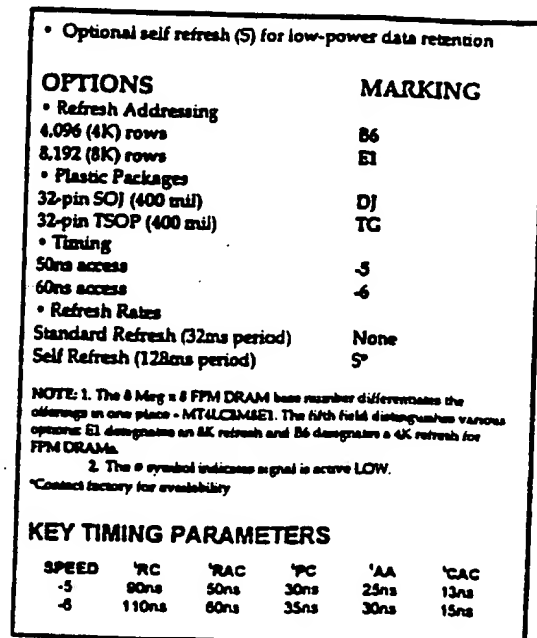 • Optional self refresh (S) for low-power data retention
OPTIONS MARKING
• Refresh Addressing
4,096 (4K) rows B6
8,192 (8K) rows E1
• Plastic Packages
32-pin SOJ (400 mil) DJ
32-pin TSOP (400 mil) TG
• Timing
50ns access -5
60ns access -6
• Refresh Rates
Standard Refresh (32ms period) None
Self Refresh (128ms period) S*
NOTE: 1. The 8 Meg x 8 FPM DRAM base number differentiates the
offerings in one place - MT4LC8M8E1. The fifth field distinguishes various
options: E1 designates an 8K refresh and B6 designates a 4K refresh for
FPM DRAMs.
2. The # symbol indicates signal is active LOW.
*Contact factory for availability
KEY TIMING PARAMETERS
SPEED tRC tRAC tPC tAA tCAC
-5 90ns 50ns 30ns 25ns 13ns
-6 110ns 60ns 35ns 30ns 15ns